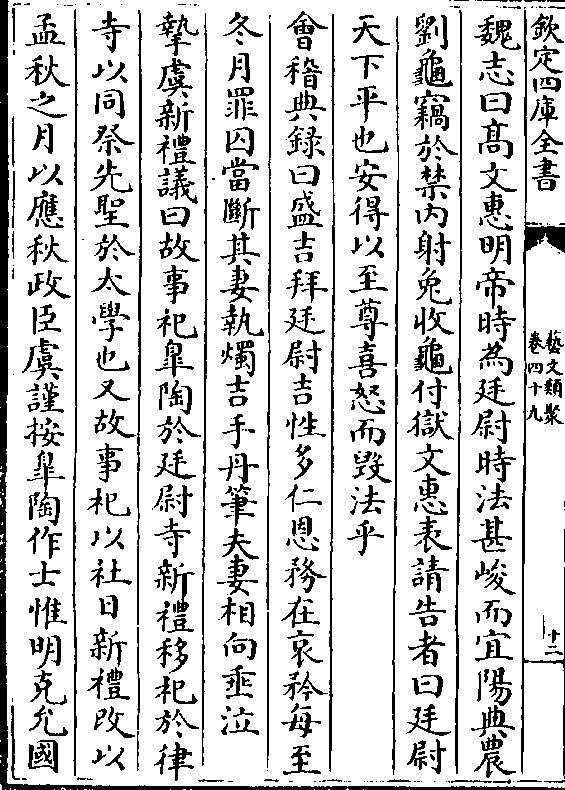 欽定四庫全書
藝文類聚
卷四十九
十二
魏志曰髙文惠明帝時為廷尉時法甚峻而宜陽典農
劉龜竊於禁内射兔收龜付獄文惠表請告者曰廷尉
天下平也安得以至尊喜怒而毀法乎
會稽典録曰盛吉拜廷尉吉性多仁恩務在哀矜每至
冬月罪囚當斷其妻執燭吉手丹筆夫妻相向垂泣
摯虞新禮議曰故事祀臯陶於廷尉寺新禮移祀於律
寺以同祭先聖於太學也又故事祀以社日新禮改以
孟秋之月以應秋政臣虞謹按臯陶作士惟明克允國